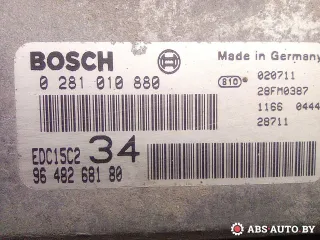 BOSCH
Made in Germany
0 281 010 880
810
020711
28FM0387
1166 0444
28711
EDC15C2 34
96 482 681 80
ABS AUTO BY